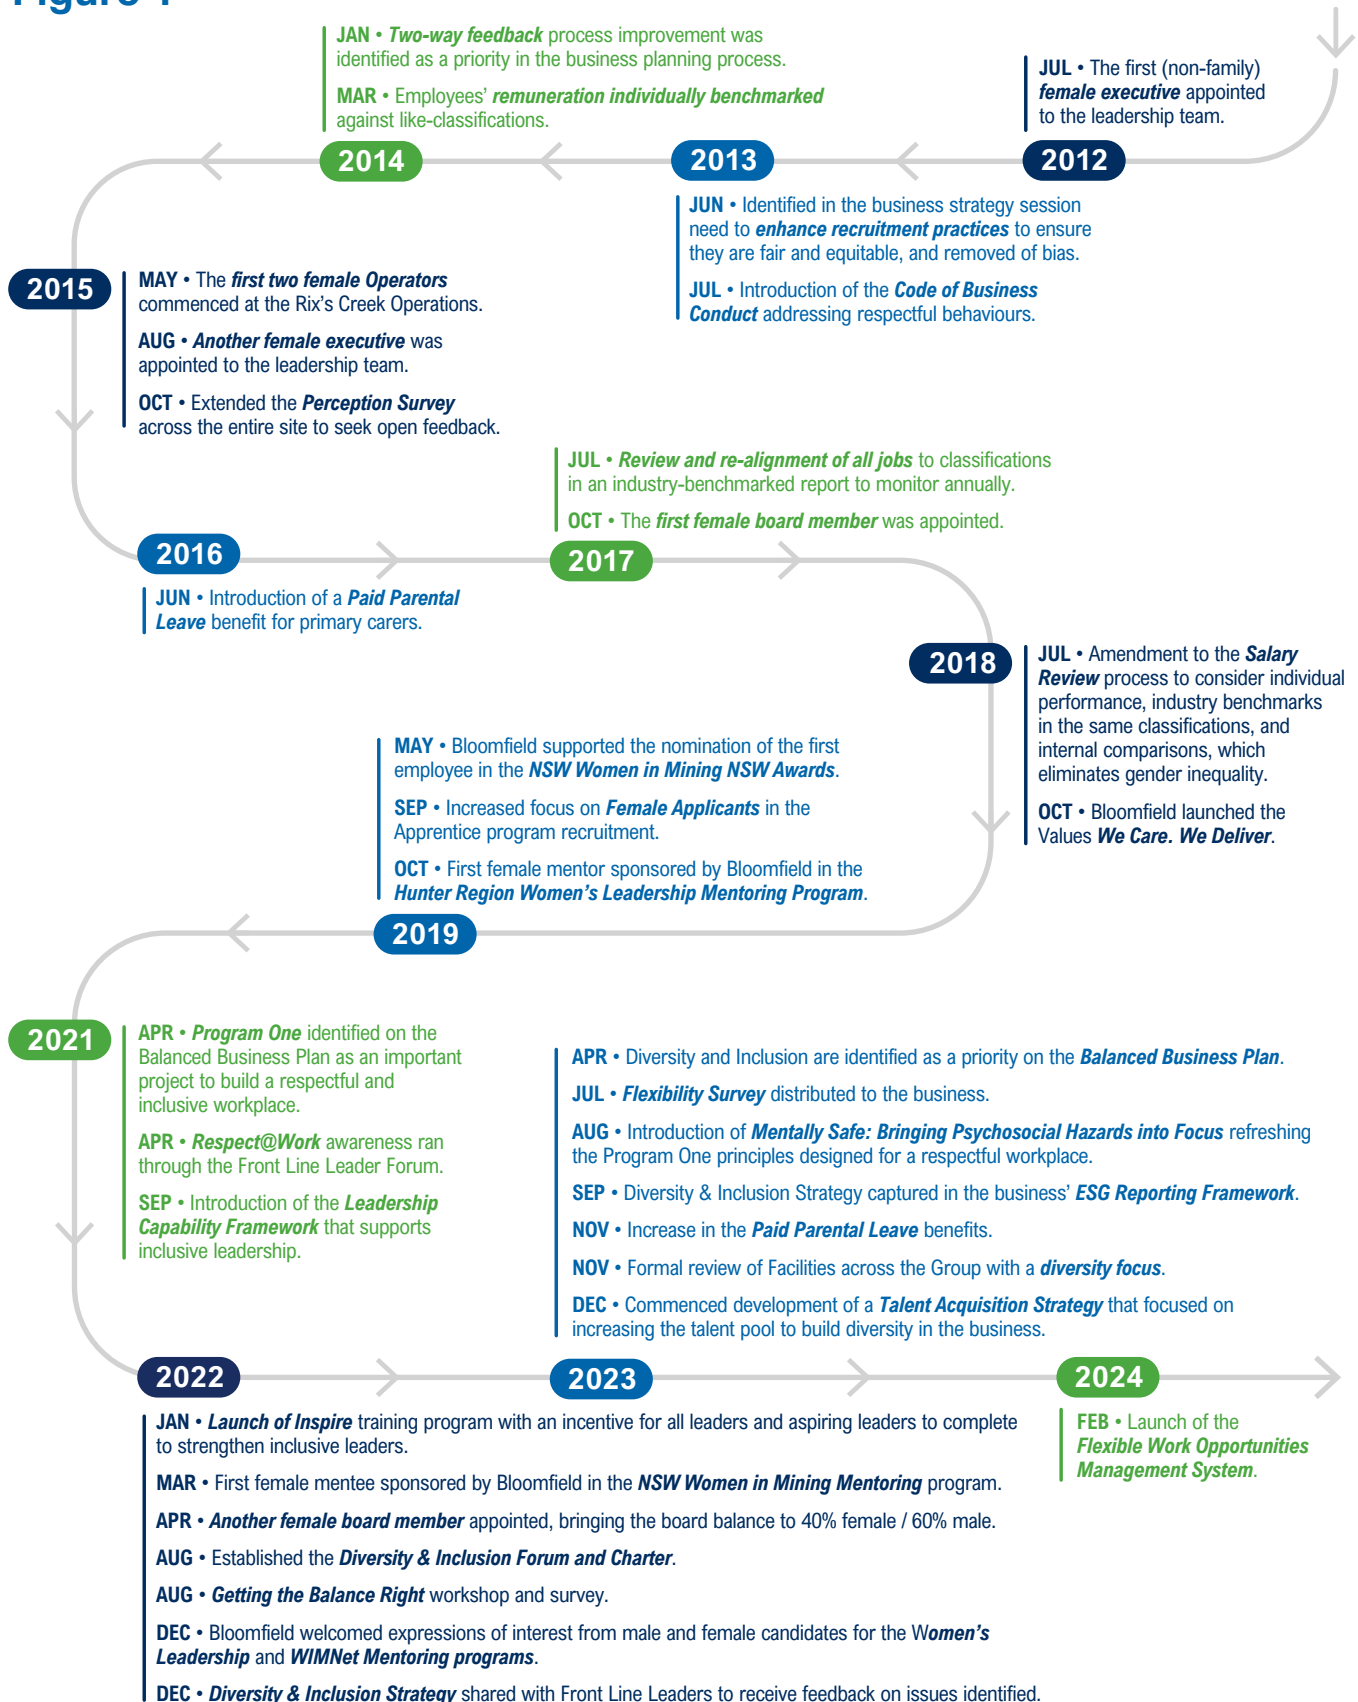 JAN • Two-way feedback process improvement was
identified as a priority in the business planning process.
MAR • Employees’ remuneration individually benchmarked
against like-classifications.
JUL • The first (non-family)
female executive appointed
to the leadership team.
2014
2013
2012
JUN • Identified in the business strategy session
need to enhance recruitment practices to ensure
they are fair and equitable, and removed of bias.
JUL • Introduction of the Code of Business
Conduct addressing respectful behaviours.
2015
MAY • The first two female Operators
commenced at the Rix’s Creek Operations.
AUG • Another female executive was
appointed to the leadership team.
OCT • Extended the Perception Survey
across the entire site to seek open feedback.
JUL • Review and re-alignment of all jobs to classifications
in an industry-benchmarked report to monitor annually.
OCT • The first female board member was appointed.
2016
2017
JUN • Introduction of a Paid Parental
Leave benefit for primary carers.
2018
JUL • Amendment to the Salary
Review process to consider individual
performance, industry benchmarks
in the same classifications, and
internal comparisons, which
eliminates gender inequality.
OCT • Bloomfield launched the
Values We Care. We Deliver.
MAY • Bloomfield supported the nomination of the first
employee in the NSW Women in Mining NSW Awards.
SEP • Increased focus on Female Applicants in the
Apprentice program recruitment.
OCT • First female mentor sponsored by Bloomfield in the
Hunter Region Women’s Leadership Mentoring Program.
2019
2021
APR • Program One identified on the
Balanced Business Plan as an important
project to build a respectful and
inclusive workplace.
APR • Respect@Work awareness ran
through the Front Line Leader Forum.
SEP • Introduction of the Leadership
Capability Framework that supports
inclusive leadership.
APR • Diversity and Inclusion are identified as a priority on the Balanced Business Plan.
JUL • Flexibility Survey distributed to the business.
AUG • Introduction of Mentally Safe: Bringing Psychosocial Hazards into Focus refreshing
the Program One principles designed for a respectful workplace.
SEP • Diversity & Inclusion Strategy captured in the business’ ESG Reporting Framework.
NOV • Increase in the Paid Parental Leave benefits.
NOV • Formal review of Facilities across the Group with a diversity focus.
DEC • Commenced development of a Talent Acquisition Strategy that focused on
increasing the talent pool to build diversity in the business.
2022
2023
2024
JAN • Launch of Inspire training program with an incentive for all leaders and aspiring leaders to complete
to strengthen inclusive leaders.
MAR • First female mentee sponsored by Bloomfield in the NSW Women in Mining Mentoring program.
APR • Another female board member appointed, bringing the board balance to 40% female / 60% male.
AUG • Established the Diversity & Inclusion Forum and Charter.
AUG • Getting the Balance Right workshop and survey.
DEC • Bloomfield welcomed expressions of interest from male and female candidates for the Women’s
Leadership and WIMNet Mentoring programs.
DEC • Diversity & Inclusion Strategy shared with Front Line Leaders to receive feedback on issues identified.
FEB • Launch of the
Flexible Work Opportunities
Management System.